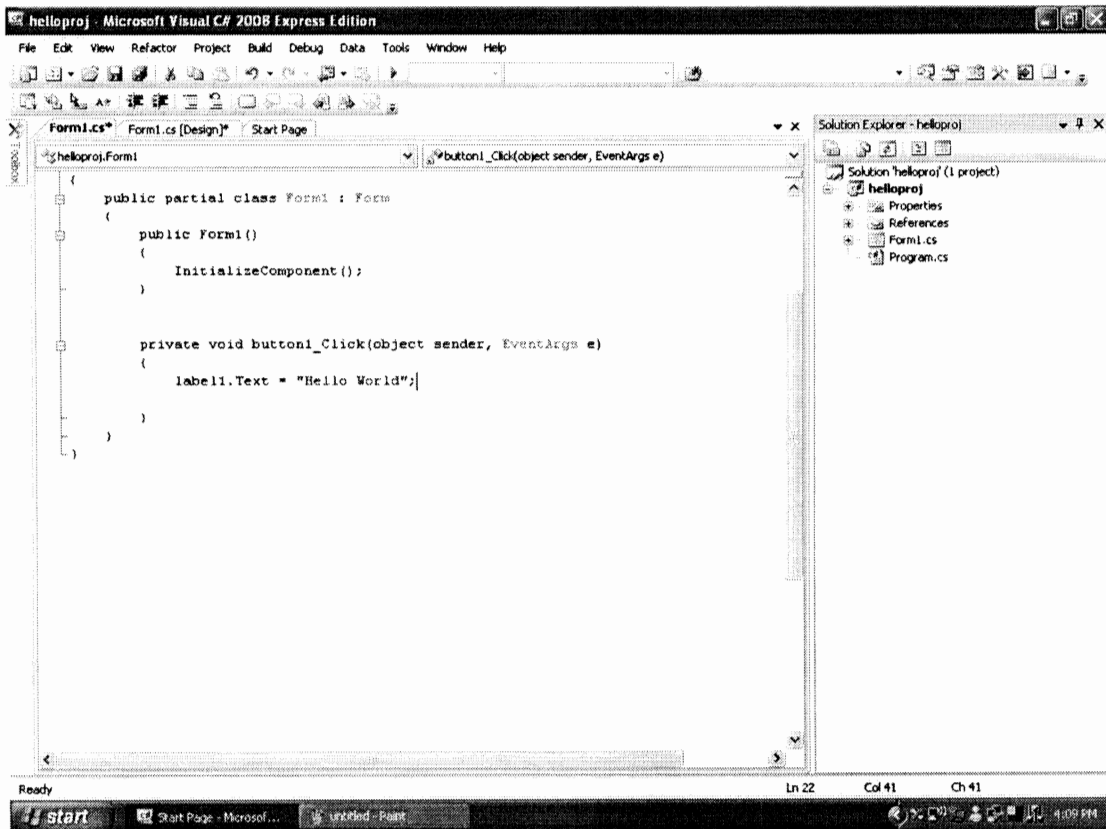 helloproj - Microsoft Visual C# 2008 Express Edition
File Edit View Refactor Project Build Debug Data Tools Window Help
Form1.cs* Form1.cs [Design]* Start Page
Toolbox
helloproj.Form1 button1_Click(object sender, EventArgs e)
{
public partial class Form1 : Form
{
public Form1()
{
InitializeComponent();
}
private void button1_Click(object sender, EventArgs e)
{
label1.Text = "Hello World";
}
}
}
Solution Explorer - helloproj
Solution 'helloproj' (1 project)
helloproj
Properties
References
Form1.cs
Program.cs
Ready Ln 22 Col 41 Ch 41
start Start Page - Microsof... untitled - Paint 4:09 PM